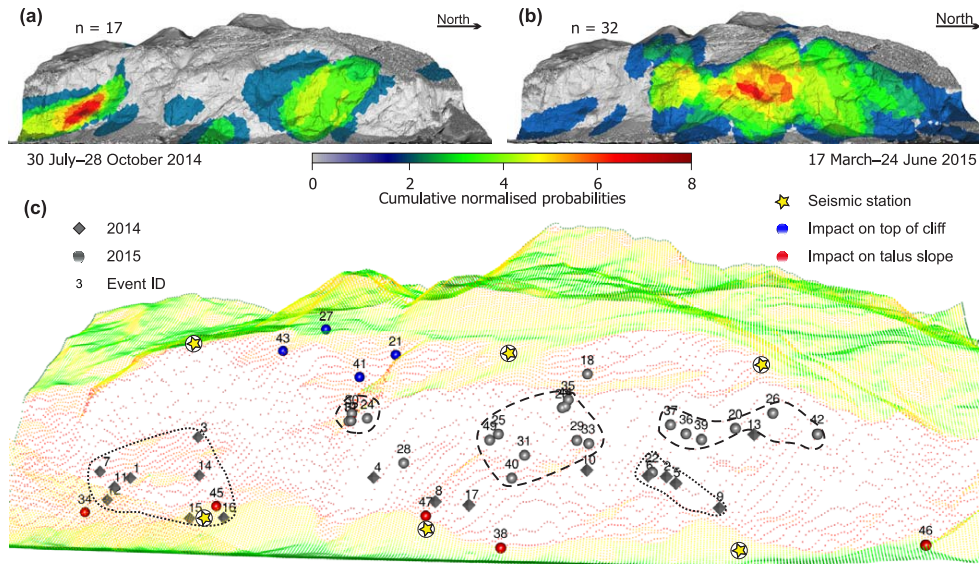 (a)
n = 17
North
(b)
n = 32
North
30 July–28 October 2014
17 March–24 June 2015
0 2 4 6 8
Cumulative normalised probabilities
(c)
2014
2015
3 Event ID
Seismic station
Impact on top of cliff
Impact on talus slope
27
43
21
41
18
35
24
26
37
36
39
20
13
42
3
25
49
29
33
31
28
7
1
11
14
4
40
10
22
6
5
34
45
15
16
47
8
17
9
38
46